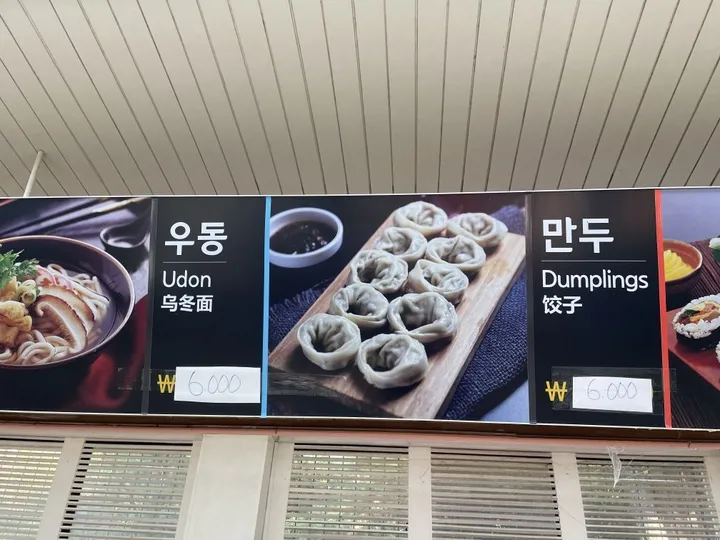 우동
Udon
乌冬面
₩ 6.000
만두
Dumplings
饺子
₩ 6.000